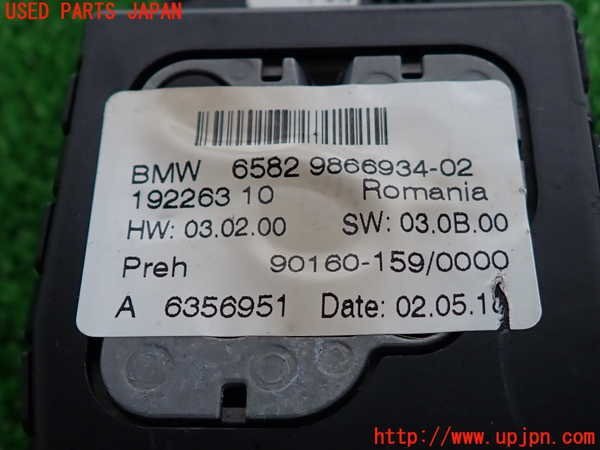 USED PARTS JAPAN
BMW 6582 9866934-02
192263 10 Romania
HW: 03.02.00 SW: 03.0B.00
Preh 90160-159/0000
A 6356951 Date: 02.05.1
www.upjpn.com